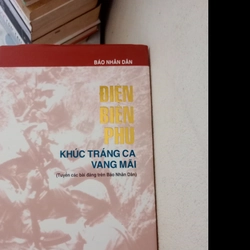 BÁO NHÂN DÂN
ĐIỆN
BIÊN
PHỦ
KHÚC TRÁNG CA
VANG MÃI
(Tuyển các bài đăng trên Báo Nhân Dân)